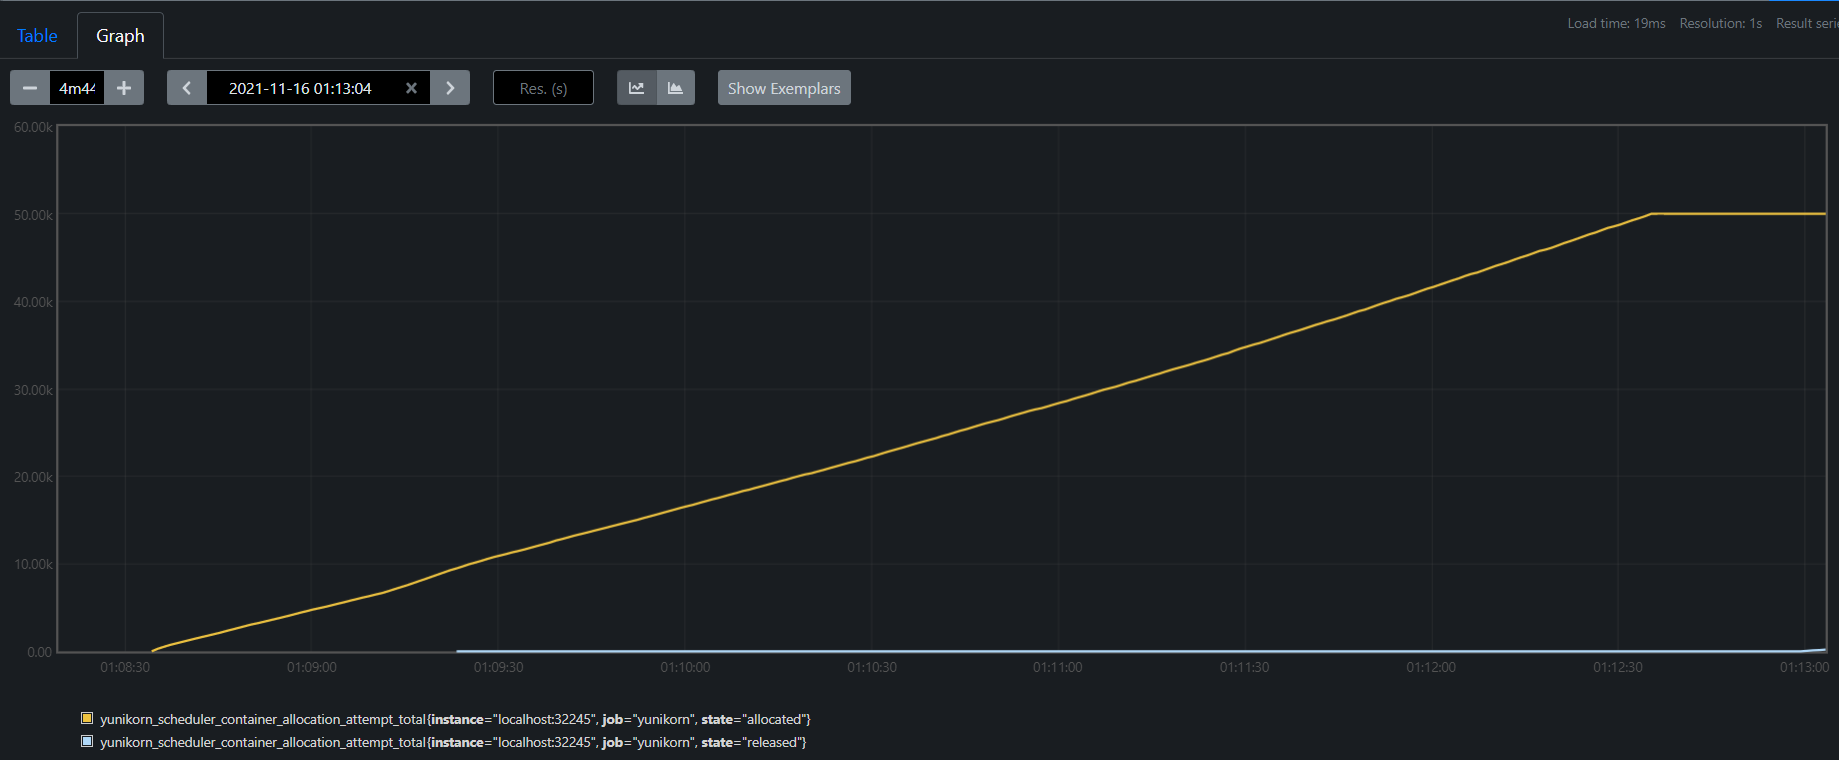 Table Graph Load time: 19ms Resolution: 1s Result
4m44 2021-11-16 01:13:04 Res. (s) Show Exemplars
60.00k
50.00k
40.00k
30.00k
20.00k
10.00k
0.00
01:08:30 01:09:00 01:09:30 01:10:00 01:10:30 01:11:00 01:11:30 01:12:00 01:12:30 01:13:00
yunikorn_scheduler_container_allocation_attempt_total{instance="localhost:32245", job="yunikorn", state="allocated"}
yunikorn_scheduler_container_allocation_attempt_total{instance="localhost:32245", job="yunikorn", state="released"}